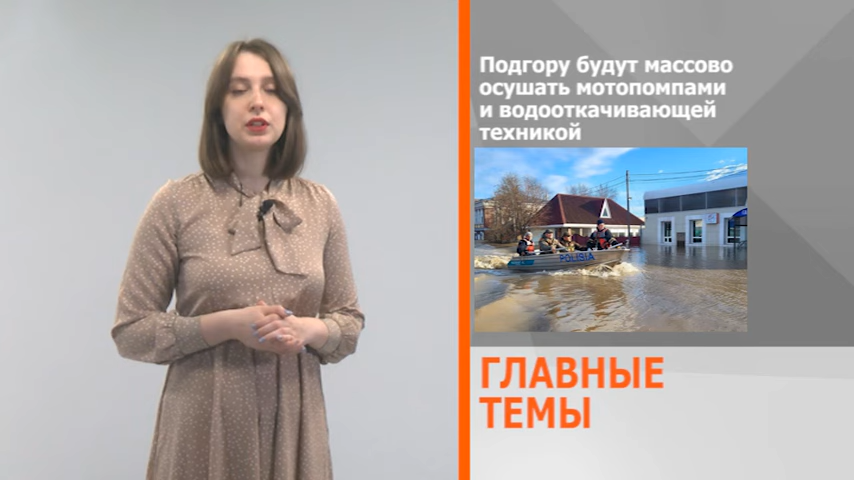 Подгору будут массово
осушать мотопомпами
и водооткачивающей
техникой
POLISIA
ГЛАВНЫЕ
ТЕМЫ